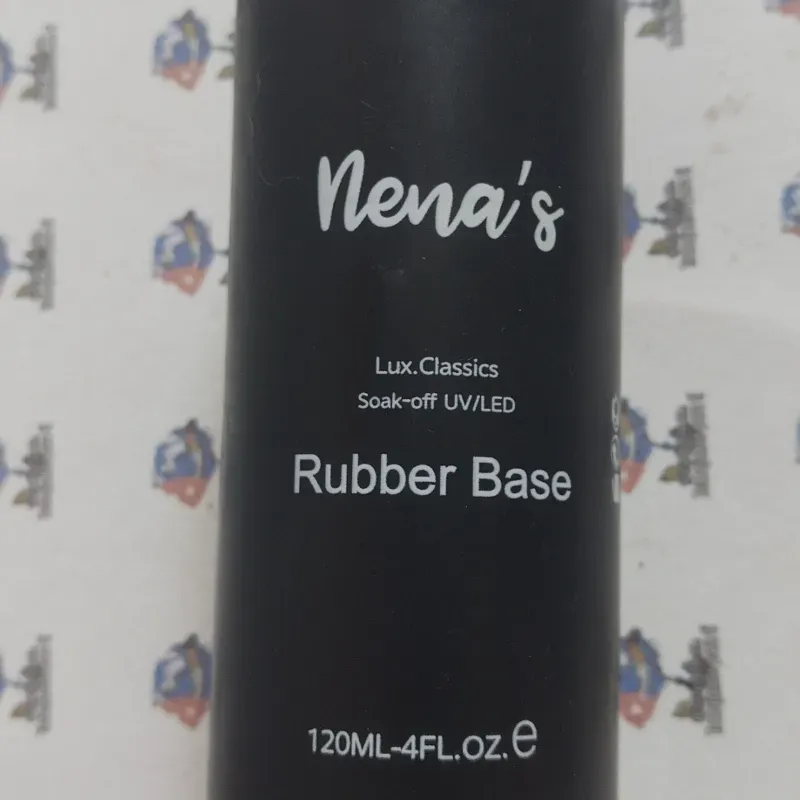 Nena's
Lux.Classics
Soak-off UV/LED
Rubber Base
120ML-4FL.OZ.e